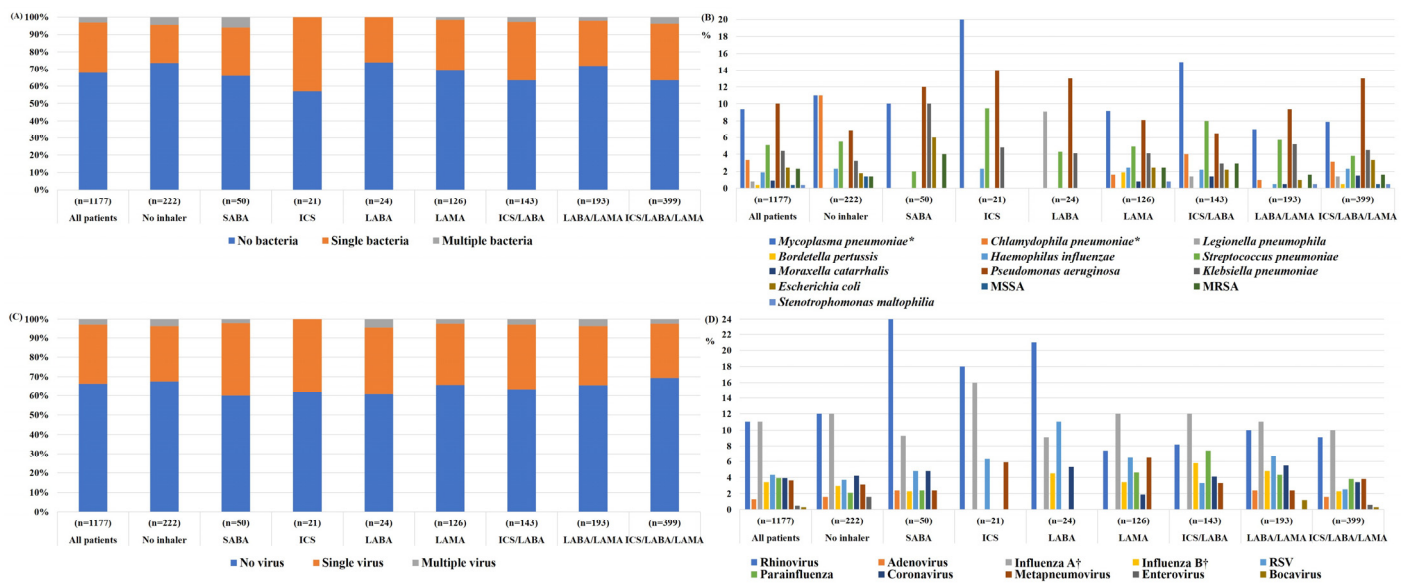 (A)
100%
90%
80%
70%
60%
50%
40%
30%
20%
10%
0%
(n=1177) (n=222) (n=50) (n=21) (n=24) (n=126) (n=143) (n=193) (n=399)
All patients No inhaler SABA ICS LABA LAMA ICS/LABA LABA/LAMA ICS/LABA/LAMA
No bacteria Single bacteria Multiple bacteria
(B)
%
20
18
16
14
12
10
8
6
4
2
0
(n=1177) (n=222) (n=50) (n=21) (n=24) (n=126) (n=143) (n=193) (n=399)
All patients No inhaler SABA ICS LABA LAMA ICS/LABA LABA/LAMA ICS/LABA/LAMA
Mycoplasma pneumoniae* Chlamydophila pneumoniae* Legionella pneumophila
Bordetella pertussis Haemophilus influenzae Streptococcus pneumoniae
Moraxella catarrhalis Pseudomonas aeruginosa Klebsiella pneumoniae
Escherichia coli MSSA MRSA
Stenotrophomonas maltophilia
(C)
100%
90%
80%
70%
60%
50%
40%
30%
20%
10%
0%
(n=1177) (n=222) (n=50) (n=21) (n=24) (n=126) (n=143) (n=193) (n=399)
All patients No inhaler SABA ICS LABA LAMA ICS/LABA LABA/LAMA ICS/LABA/LAMA
No virus Single virus Multiple virus
(D)
%
24
22
20
18
16
14
12
10
8
6
4
2
0
(n=1177) (n=222) (n=50) (n=21) (n=24) (n=126) (n=143) (n=193) (n=399)
All patients No inhaler SABA ICS LABA LAMA ICS/LABA LABA/LAMA ICS/LABA/LAMA
Rhinovirus Adenovirus Influenza A† Influenza B† RSV
Parainfluenza Coronavirus Metapneumovirus Enterovirus Bocavirus